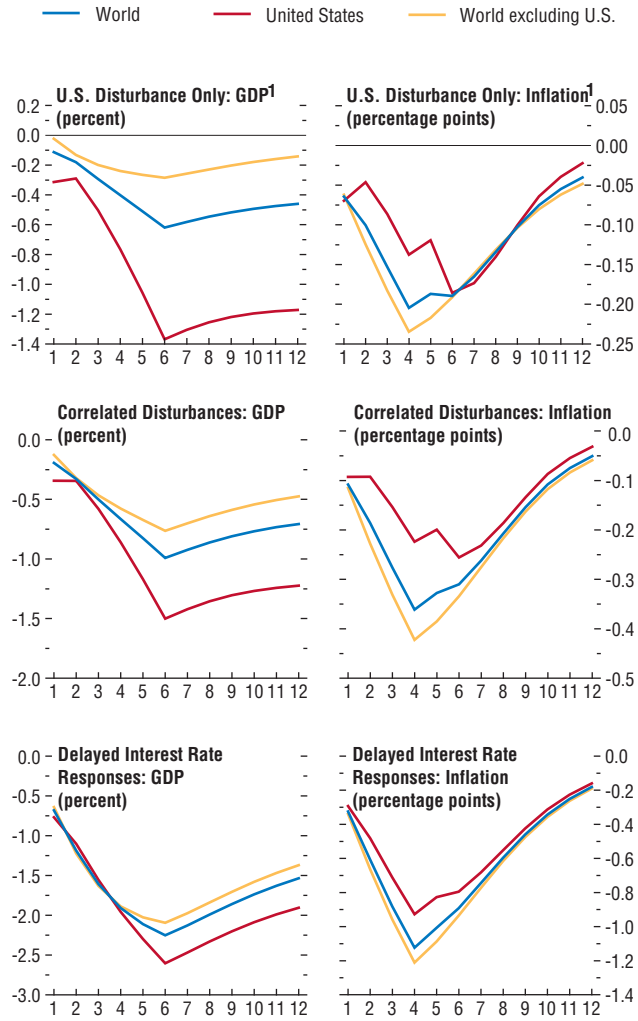 World United States World excluding U.S.
U.S. Disturbance Only: GDP1
(percent)
0.2
0.0
-0.2
-0.4
-0.6
-0.8
-1.0
-1.2
-1.4
1 2 3 4 5 6 7 8 9 10 11 12
U.S. Disturbance Only: Inflation1
(percentage points)
0.05
0.00
-0.05
-0.10
-0.15
-0.20
-0.25
1 2 3 4 5 6 7 8 9 10 11 12
Correlated Disturbances: GDP
(percent)
0.0
-0.5
-1.0
-1.5
-2.0
1 2 3 4 5 6 7 8 9 10 11 12
Correlated Disturbances: Inflation
(percentage points)
0.0
-0.1
-0.2
-0.3
-0.4
-0.5
1 2 3 4 5 6 7 8 9 10 11 12
Delayed Interest Rate
Responses: GDP
(percent)
0.0
-0.5
-1.0
-1.5
-2.0
-2.5
-3.0
1 2 3 4 5 6 7 8 9 10 11 12
Delayed Interest Rate
Responses: Inflation
(percentage points)
0.0
-0.2
-0.4
-0.6
-0.8
-1.0
-1.2
-1.4
1 2 3 4 5 6 7 8 9 10 11 12